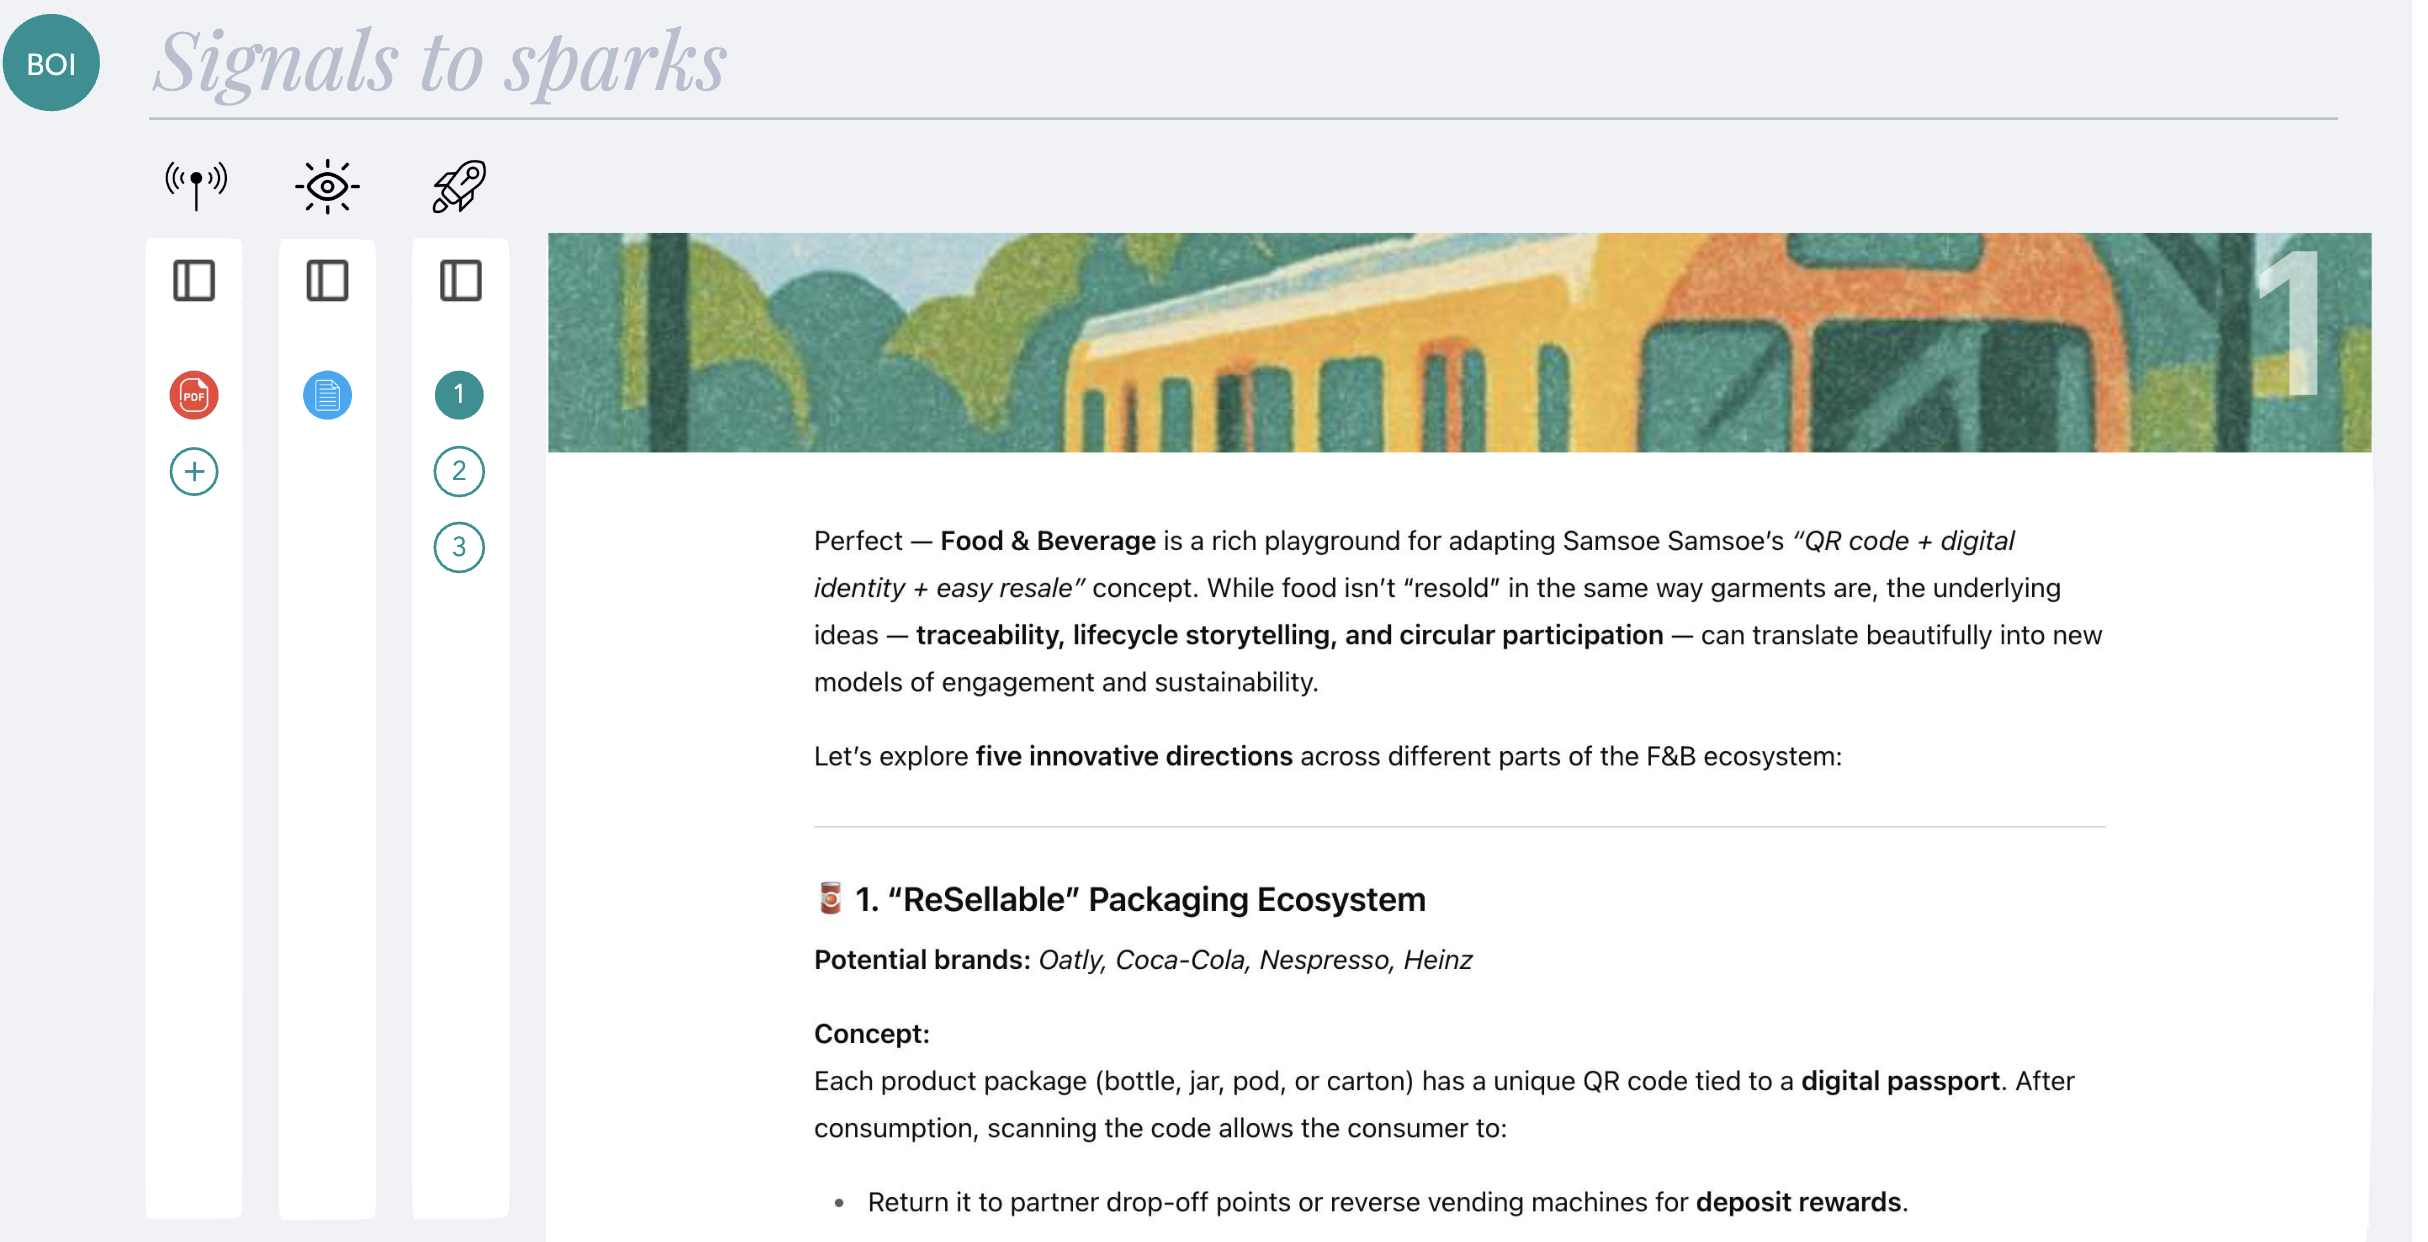 BOI
Signals to sparks
PDF
1
2
3
1
Perfect — Food & Beverage is a rich playground for adapting Samsoe Samsoe’s “QR code + digital
identity + easy resale” concept. While food isn’t “resold” in the same way garments are, the underlying
ideas — traceability, lifecycle storytelling, and circular participation — can translate beautifully into new
models of engagement and sustainability.
Let’s explore five innovative directions across different parts of the F&B ecosystem:
1. “ReSellable” Packaging Ecosystem
Potential brands: Oatly, Coca-Cola, Nespresso, Heinz
Concept:
Each product package (bottle, jar, pod, or carton) has a unique QR code tied to a digital passport. After
consumption, scanning the code allows the consumer to:
• Return it to partner drop-off points or reverse vending machines for deposit rewards.